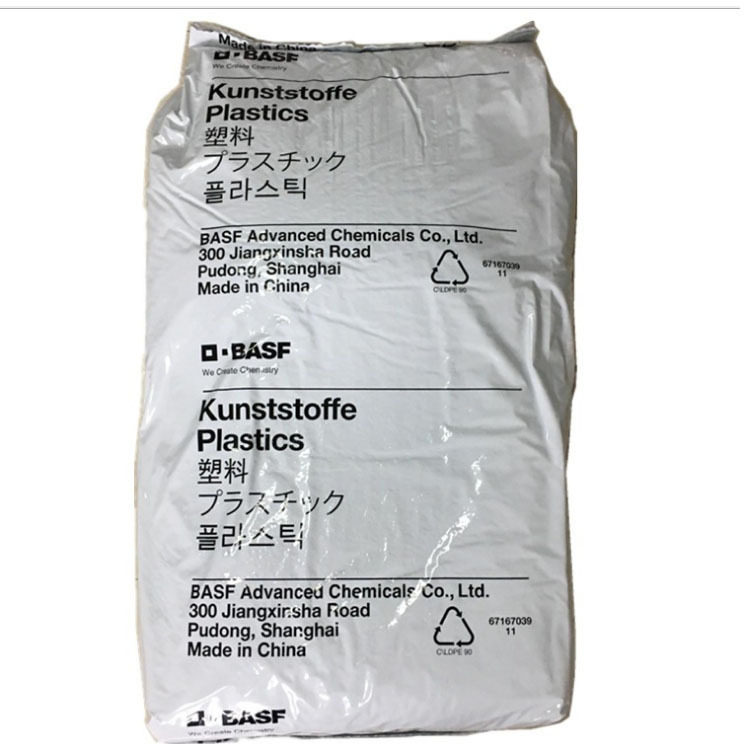 Made in China
BASF
We Create Chemistry
Kunststoffe
Plastics
塑料
プラスチック
플라스틱
BASF Advanced Chemicals Co., Ltd.
300 Jiangxinsha Road
Pudong, Shanghai
Made in China
C\LDPE 90
67167039
11
BASF
We Create Chemistry
Kunststoffe
Plastics
塑料
プラスチック
플라스틱
BASF Advanced Chemicals Co., Ltd.
300 Jiangxinsha Road
Pudong, Shanghai
Made in China
C\LDPE 90
67167039
11
BASF
We Create Chemistry